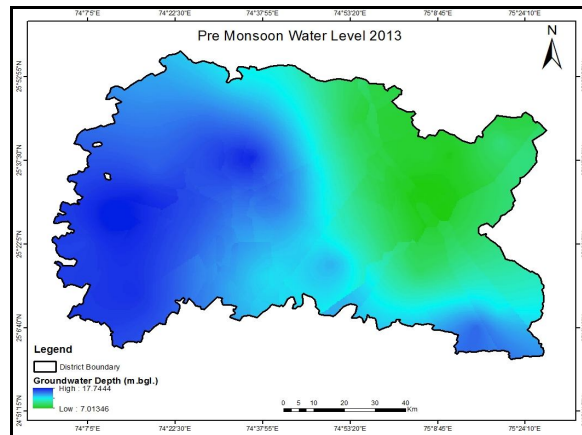 74°7'5"E 74°22'30"E 74°37'55"E 74°53'20"E 75°8'45"E 75°24'10"E
Pre Monsoon Water Level 2013
N
25°52'55"N
25°37'30"N
25°22'5"N
25°6'40"N
24°51'15"N
Legend
District Boundary
Groundwater Depth (m.bgl.)
High : 17.7444
Low : 7.01346
0 5 10 20 30 40
Km
74°7'5"E 74°22'30"E 74°37'55"E 74°53'20"E 75°8'45"E 75°24'10"E